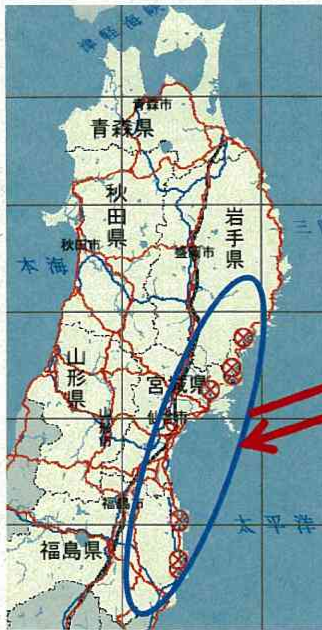 津軽海峡
青森市
青森県
秋田県
岩手県
秋田市
盛岡市
本海
山形県
宮城県
山形市
仙台市
福島市
太平洋
福島県